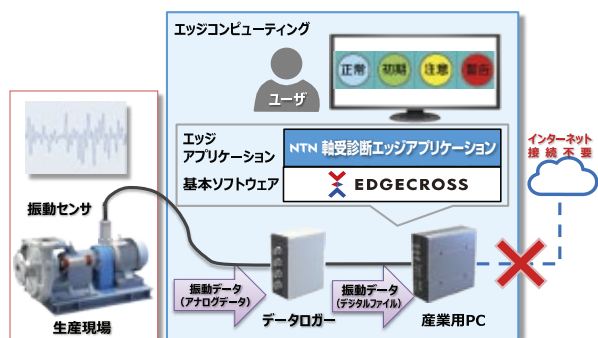 エッジコンピューティング
正常
初期
注意
警告
ユーザ
エッジ
アプリケーション
NTN 軸受診断エッジアプリケーション
基本ソフトウェア
EDGECROSS
インターネット
接続不要
振動センサ
生産現場
振動データ
(アナログデータ)
データロガー
振動データ
(デジタルファイル)
産業用PC